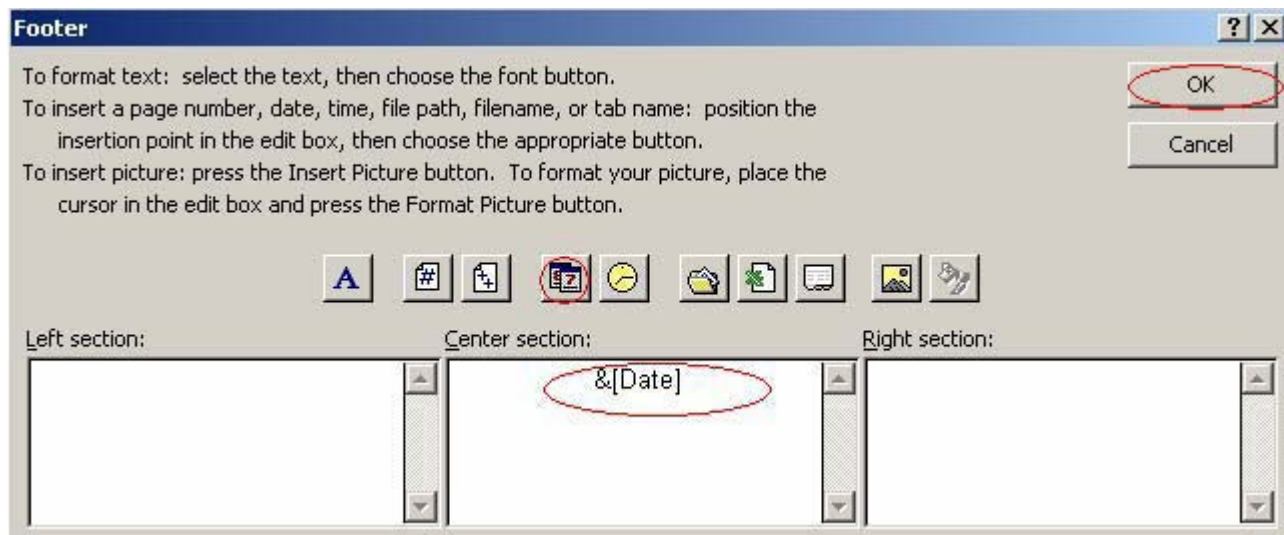 Footer
To format text: select the text, then choose the font button.
To insert a page number, date, time, file path, filename, or tab name: position the
insertion point in the edit box, then choose the appropriate button.
To insert picture: press the Insert Picture button. To format your picture, place the
cursor in the edit box and press the Format Picture button.
OK
Cancel
A
Left section:
Center section:
Right section:
&[Date]